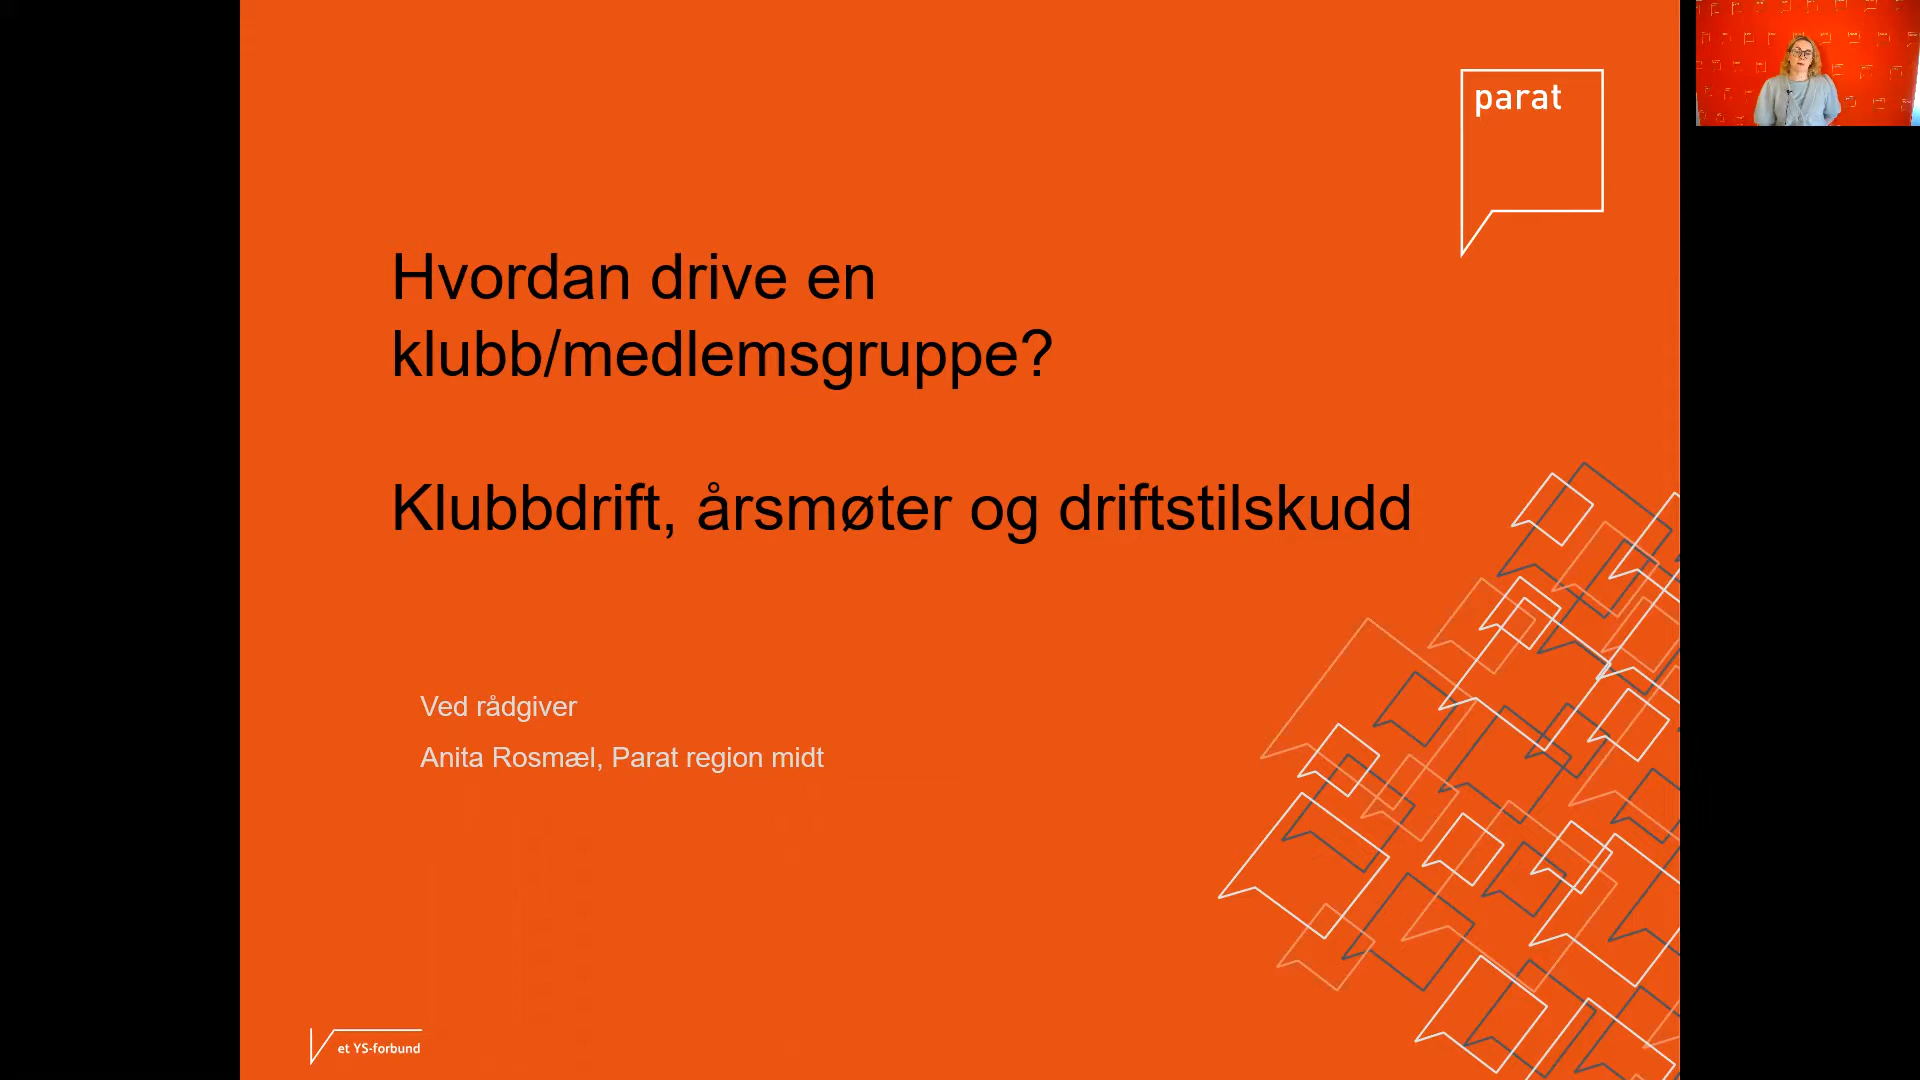 parat
Hvordan drive en
klubb/medlemsgruppe?
Klubbdrift, årsmøter og driftstilskudd
Ved rådgiver
Anita Rosmæl, Parat region midt
et YS-forbund